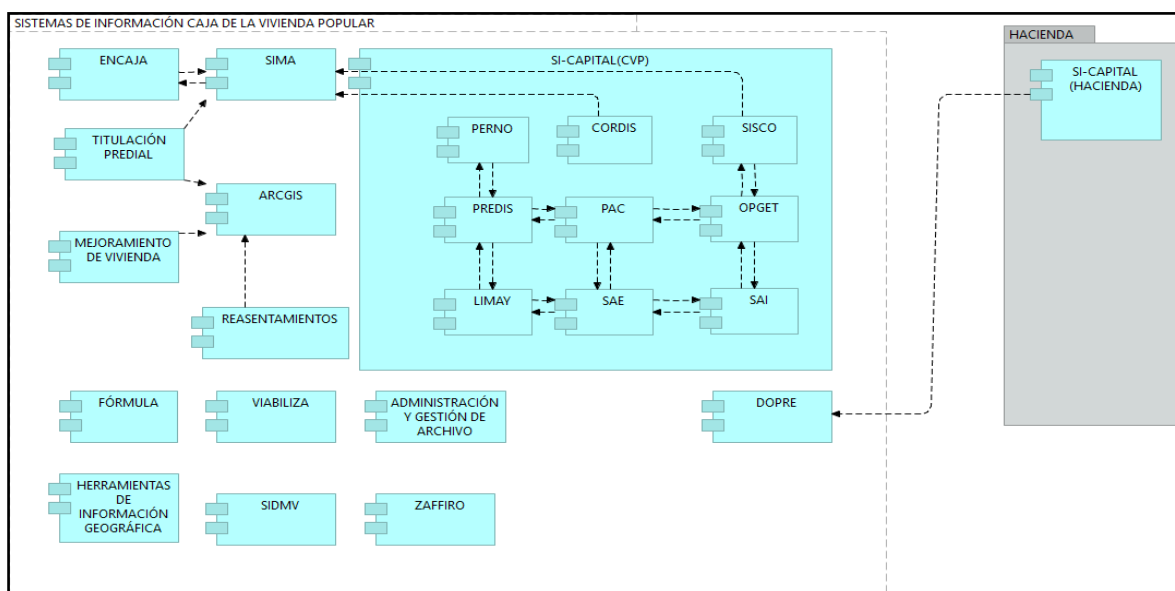 SISTEMAS DE INFORMACIÓN CAJA DE LA VIVIENDA POPULAR
HACIENDA
ENCAJA
SIMA
SI-CAPITAL(CVP)
SI-CAPITAL
(HACIENDA)
PERNO
CORDIS
SISCO
TITULACIÓN
PREDIAL
ARCGIS
PREDIS
PAC
OPGET
MEJORAMIENTO
DE VIVIENDA
LIMAY
SAE
SAI
REASENTAMIENTOS
FÓRMULA
VIABILIZA
ADMINISTRACIÓN
Y GESTIÓN DE
ARCHIVO
DOPRE
HERRAMIENTAS
DE
INFORMACIÓN
GEOGRÁFICA
SIDMV
ZAFFIRO